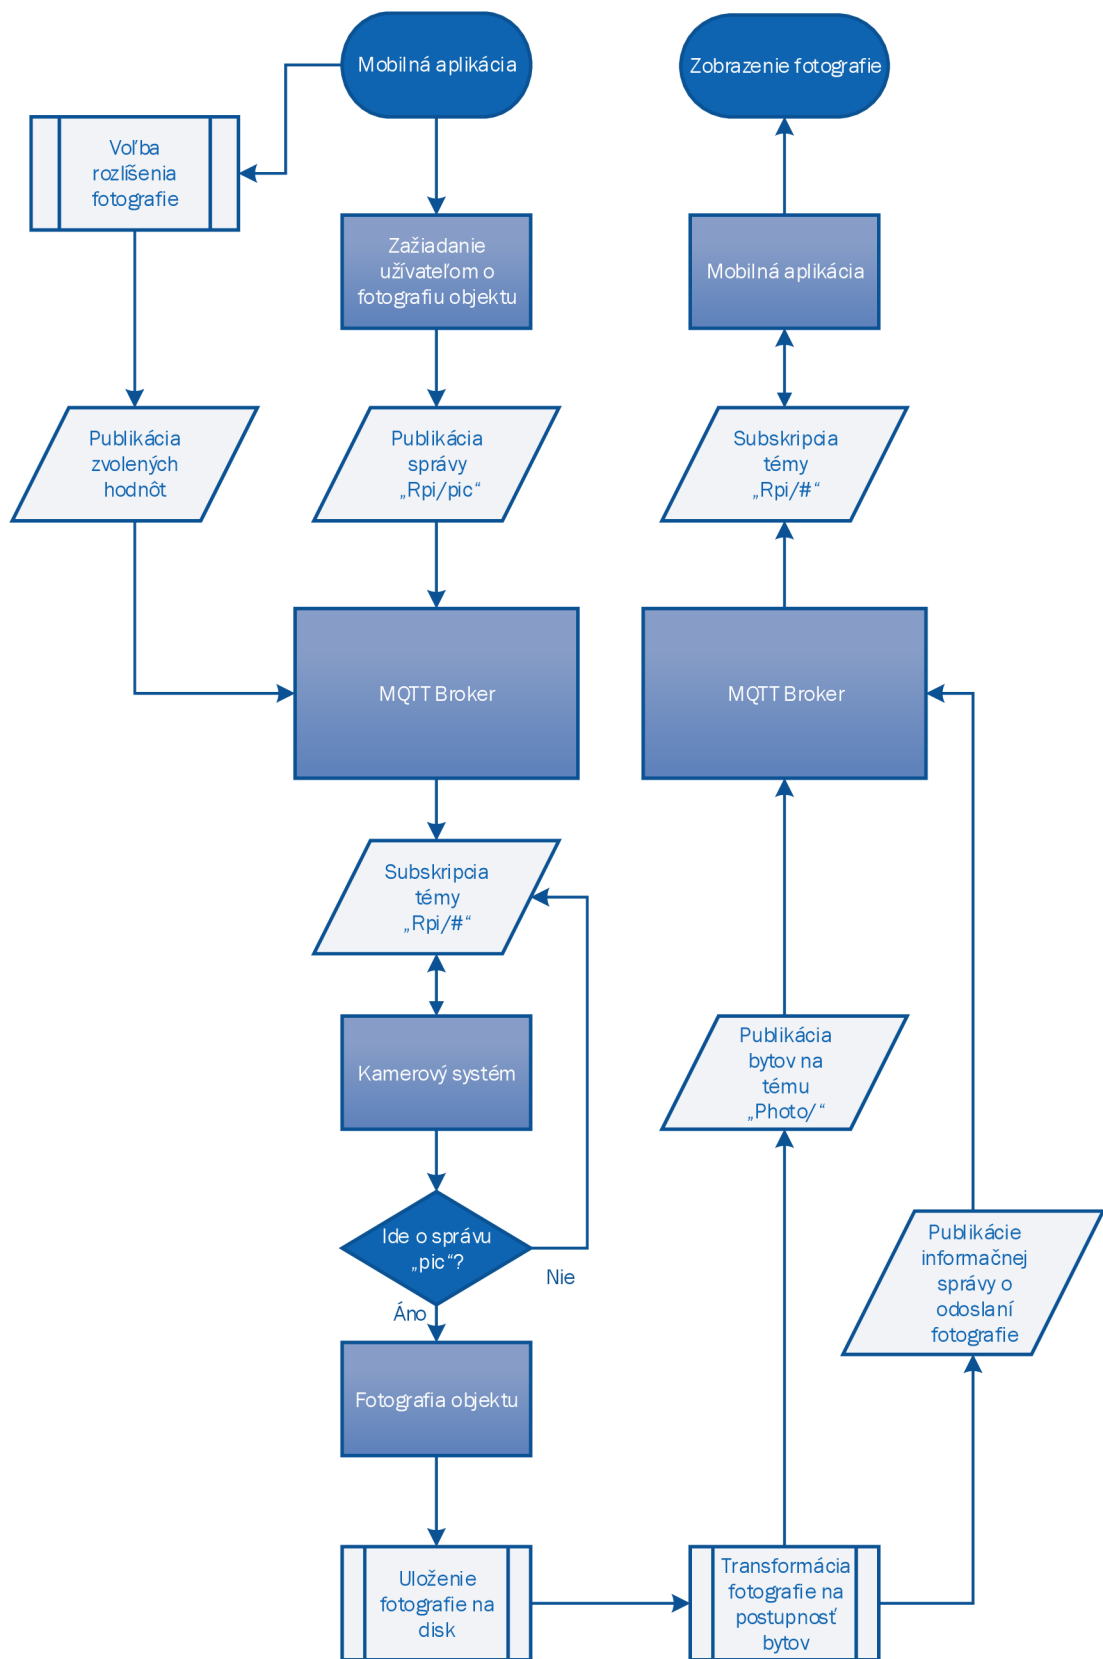 Mobilná aplikácia
Zobrazenie fotografie
Voľba
rozlíšenia
fotografie
Zažiadanie
užívateľom o
fotografiu objektu
Mobilná aplikácia
Publikácia
zvolených
hodnôt
Publikácia
správy
„Rpi/pic“
Subskripcia
témy
„Rpi/#“
MQTT Broker
MQTT Broker
Subskripcia
témy
„Rpi/#“
Kamerový systém
Publikácia
bytov na
tému
„Photo/“
Ide o správu
„pic“?
Nie
Áno
Publikácie
informačnej
správy o
odoslaní
fotografie
Fotografia objektu
Uloženie
fotografie na
disk
Transformácia
fotografie na
postupnosť
bytov